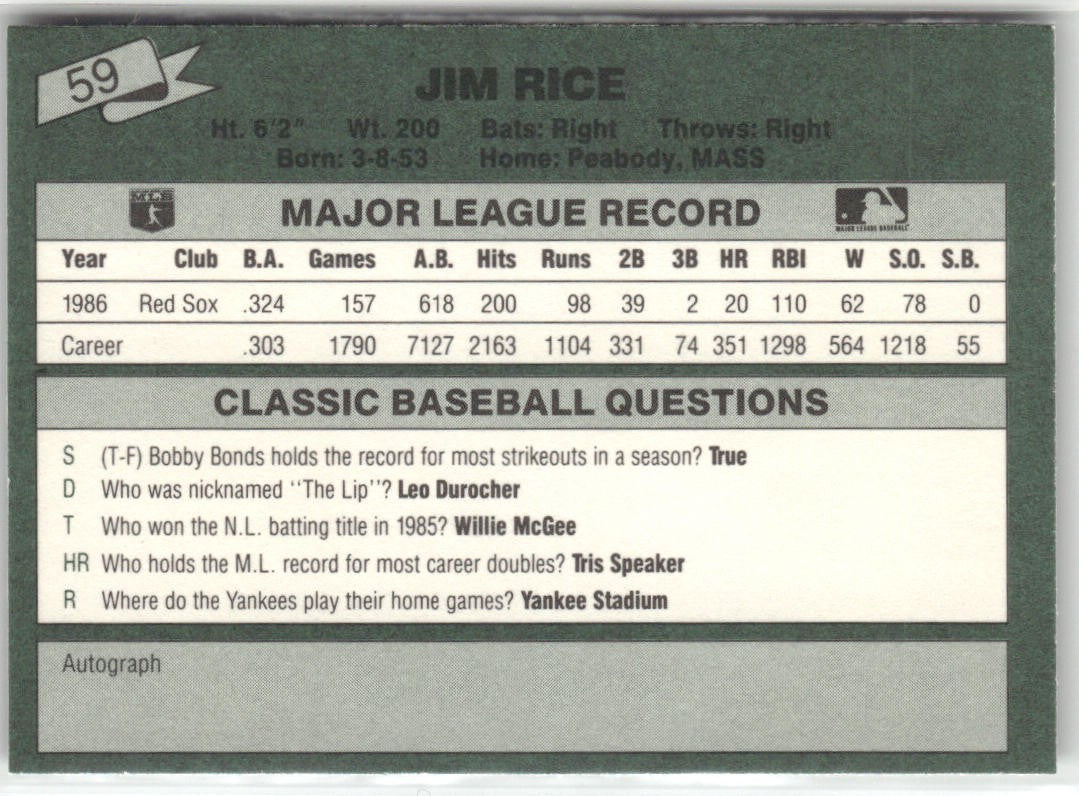 59
JIM RICE
Ht. 6'2" Wt. 200 Bats: Right Throws: Right
Born: 3-8-53 Home: Peabody, MASS
MLB
MAJOR LEAGUE RECORD
MAJOR LEAGUE BASEBALL
Year Club B.A. Games A.B. Hits Runs 2B 3B HR RBI W S.O. S.B.
1986 Red Sox .324 157 618 200 98 39 2 20 110 62 78 0
Career .303 1790 7127 2163 1104 331 74 351 1298 564 1218 55
CLASSIC BASEBALL QUESTIONS
S (T-F) Bobby Bonds holds the record for most strikeouts in a season? True
D Who was nicknamed "The Lip"? Leo Durocher
T Who won the N.L. batting title in 1985? Willie McGee
HR Who holds the M.L. record for most career doubles? Tris Speaker
R Where do the Yankees play their home games? Yankee Stadium
Autograph